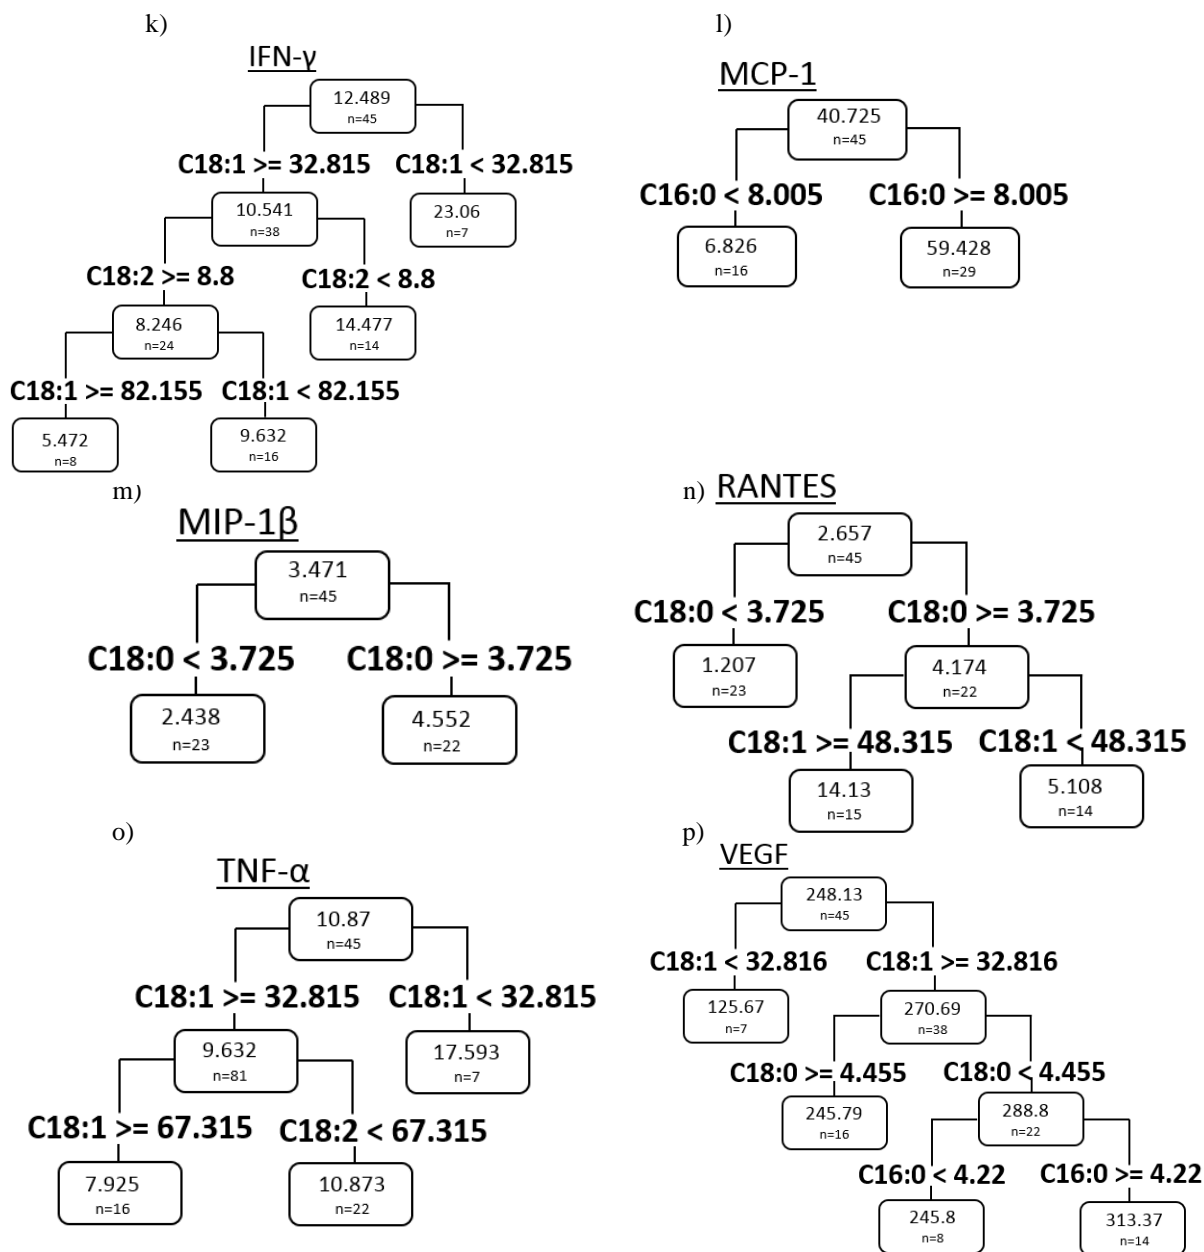 k)
IFN-γ
12.489
n=45
C18:1 >= 32.815
C18:1 < 32.815
10.541
n=38
23.06
n=7
C18:2 >= 8.8
C18:2 < 8.8
8.246
n=24
14.477
n=14
C18:1 >= 82.155
C18:1 < 82.155
5.472
n=8
9.632
n=16
l)
MCP-1
40.725
n=45
C16:0 < 8.005
C16:0 >= 8.005
6.826
n=16
59.428
n=29
m)
MIP-1β
3.471
n=45
C18:0 < 3.725
C18:0 >= 3.725
2.438
n=23
4.552
n=22
n)
RANTES
2.657
n=45
C18:0 < 3.725
C18:0 >= 3.725
1.207
n=23
4.174
n=22
C18:1 >= 48.315
C18:1 < 48.315
14.13
n=15
5.108
n=14
o)
TNF-α
10.87
n=45
C18:1 >= 32.815
C18:1 < 32.815
9.632
n=81
17.593
n=7
C18:1 >= 67.315
C18:2 < 67.315
7.925
n=16
10.873
n=22
p)
VEGF
248.13
n=45
C18:1 < 32.816
C18:1 >= 32.816
125.67
n=7
270.69
n=38
C18:0 >= 4.455
C18:0 < 4.455
245.79
n=16
288.8
n=22
C16:0 < 4.22
C16:0 >= 4.22
245.8
n=8
313.37
n=14